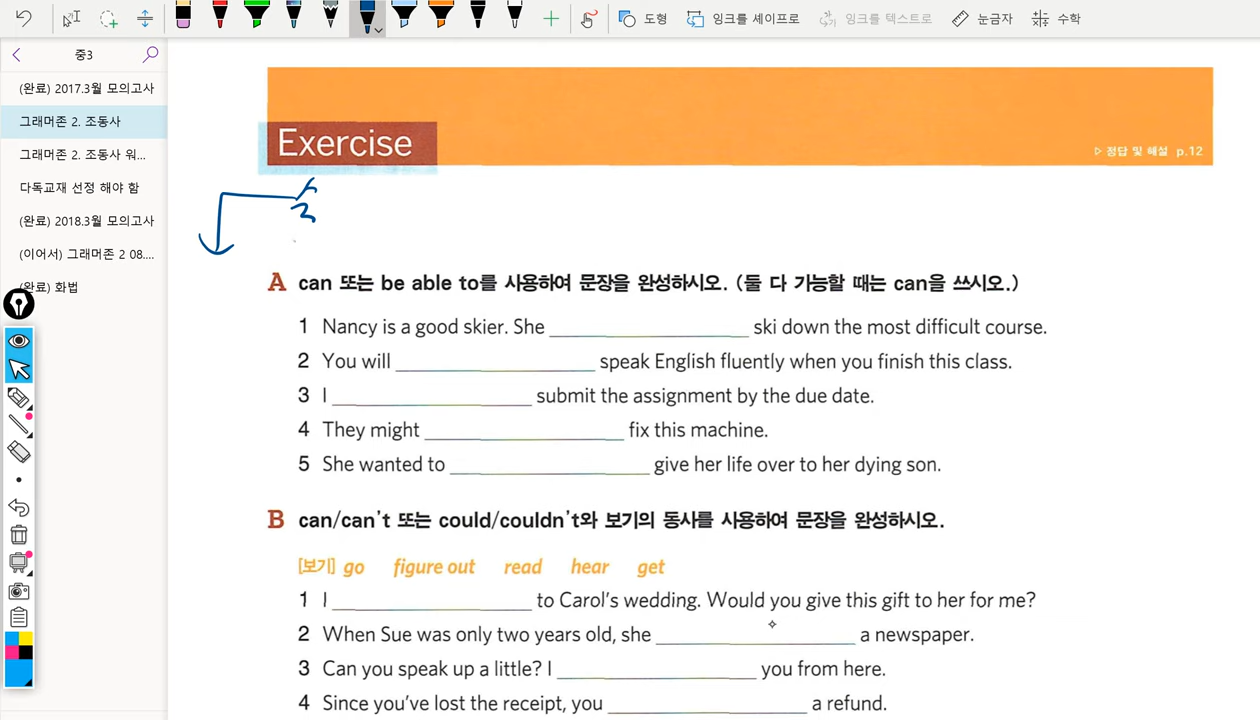 도형
잉크를 셰이프로
잉크를 텍스트로
눈금자
수학
중3
(완료) 2017.3월 모의고사
그래머존 2. 조동사
그래머존 2. 조동사 워...
다독교재 선정 해야 함
(완료) 2018.3월 모의고사
(이어서) 그래머존 2 08....
(완료) 화법
Exercise
▷ 정답 및 해설 p.12
A can 또는 be able to를 사용하여 문장을 완성하시오. (둘 다 가능할 때는 can을 쓰시오.)
1 Nancy is a good skier. She ____________ ski down the most difficult course.
2 You will ____________ speak English fluently when you finish this class.
3 I ____________ submit the assignment by the due date.
4 They might ____________ fix this machine.
5 She wanted to ____________ give her life over to her dying son.
B can/can't 또는 could/couldn't와 보기의 동사를 사용하여 문장을 완성하시오.
[보기] go figure out read hear get
1 I ____________ to Carol's wedding. Would you give this gift to her for me?
2 When Sue was only two years old, she ____________ a newspaper.
3 Can you speak up a little? I ____________ you from here.
4 Since you've lost the receipt, you ____________ a refund.